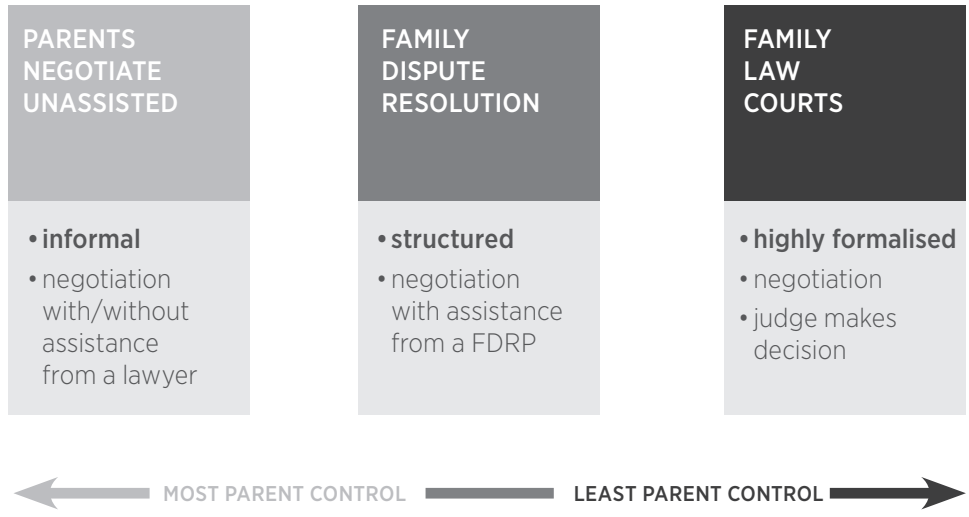 PARENTS
NEGOTIATE
UNASSISTED
• informal
• negotiation
with/without
assistance
from a lawyer
FAMILY
DISPUTE
RESOLUTION
• structured
• negotiation
with assistance
from a FDRP
FAMILY
LAW
COURTS
• highly formalised
• negotiation
• judge makes
decision
MOST PARENT CONTROL
LEAST PARENT CONTROL